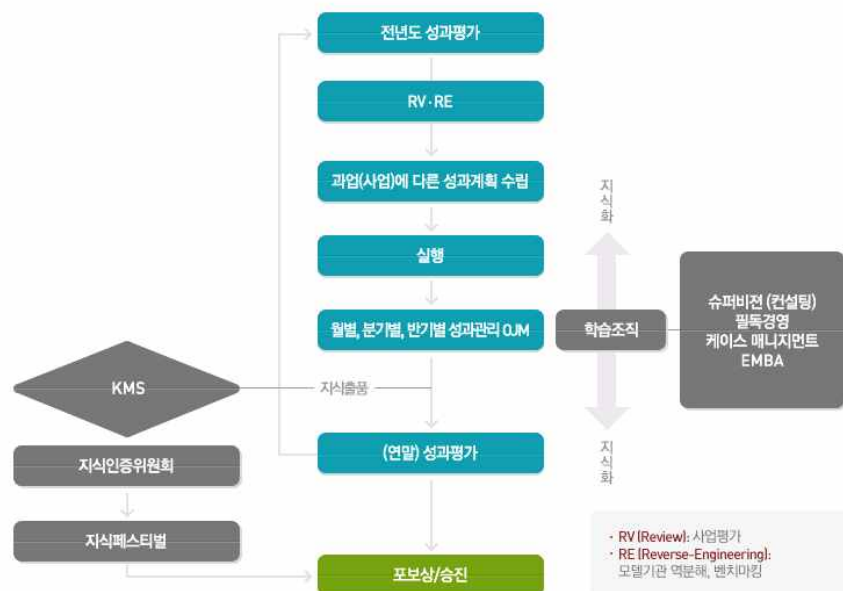 전년도 성과평가
RV · RE
과업(사업)에 다른 성과계획 수립
실행
월별, 분기별, 반기별 성과관리 OJM
지식화
학습조직
슈퍼비젼 (컨설팅)
필독경영
케이스 매니지먼트
EMBA
KMS
지식출품
(연말) 성과평가
지식화
지식인증위원회
지식페스티벌
포보상/승진
· RV (Review): 사업평가
· RE (Reverse-Engineering):
모델기관 역분해, 벤치마킹